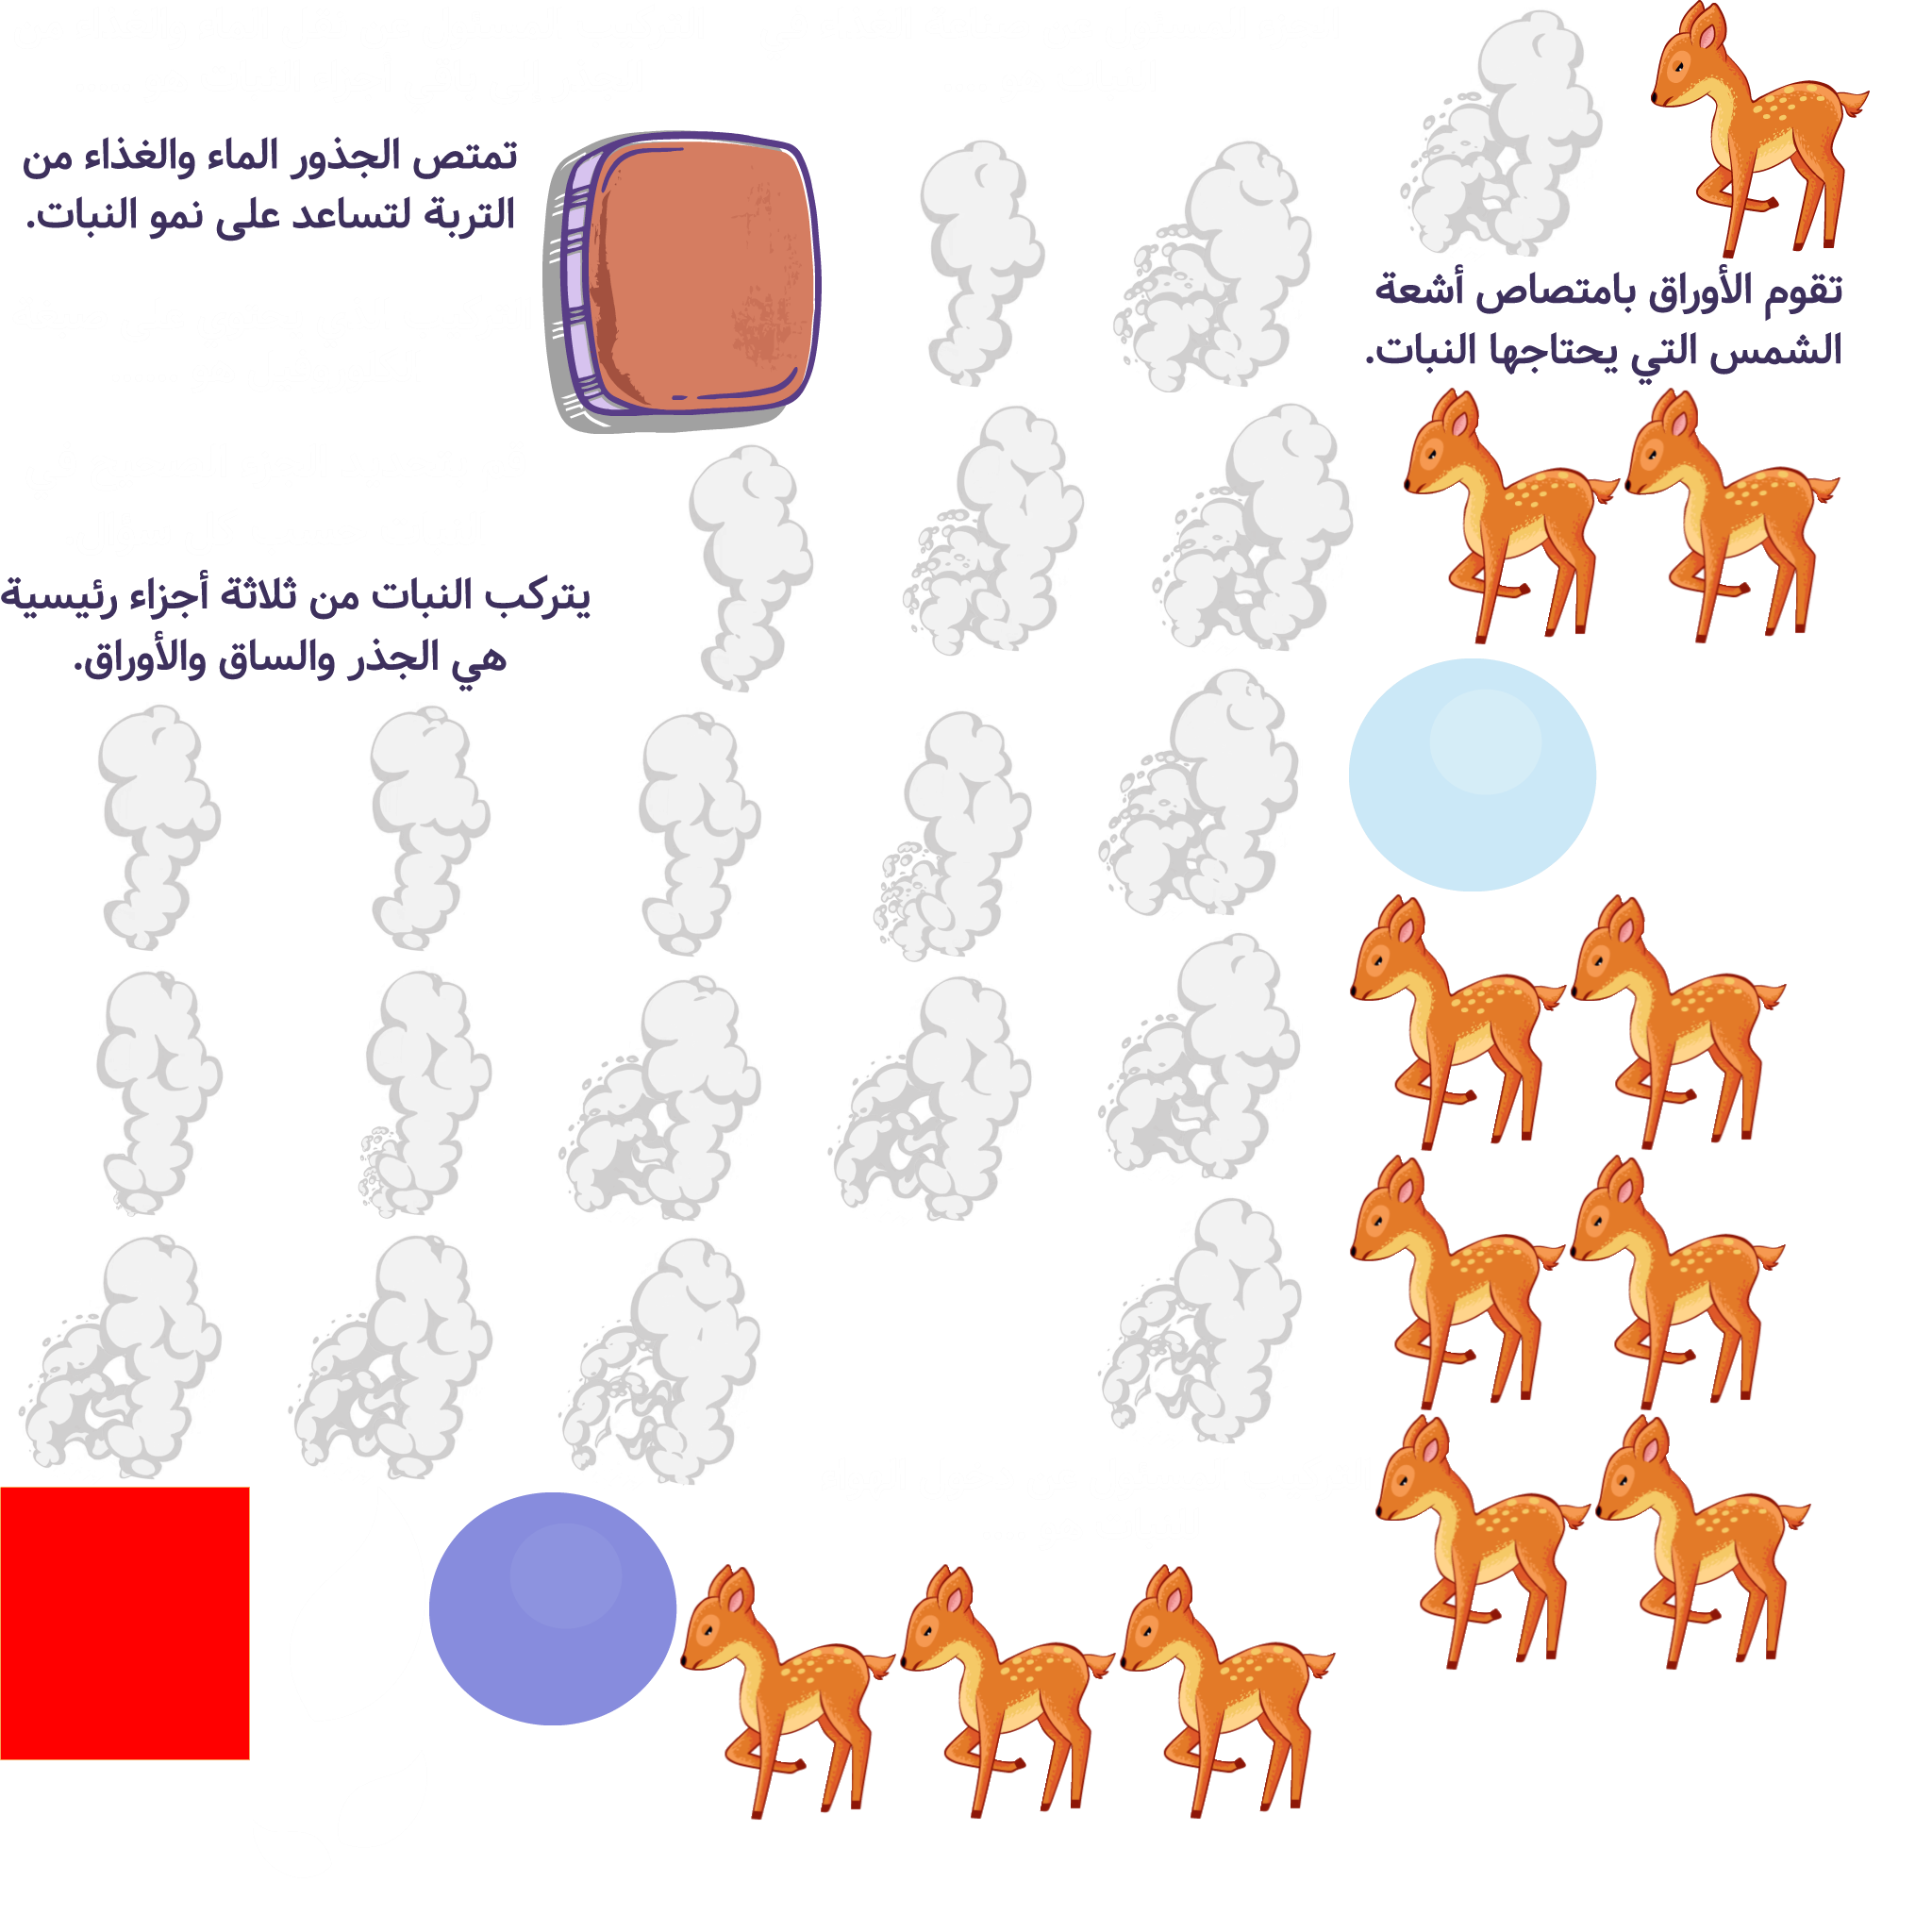 تمتص الجذور الماء والغذاء من
التربة لتساعد على نمو النبات.
تقوم الأوراق بامتصاص أشعة
الشمس التي يحتاجها النبات.
يتركب النبات من ثلاثة أجزاء رئيسية
هي الجذر والساق والأوراق.